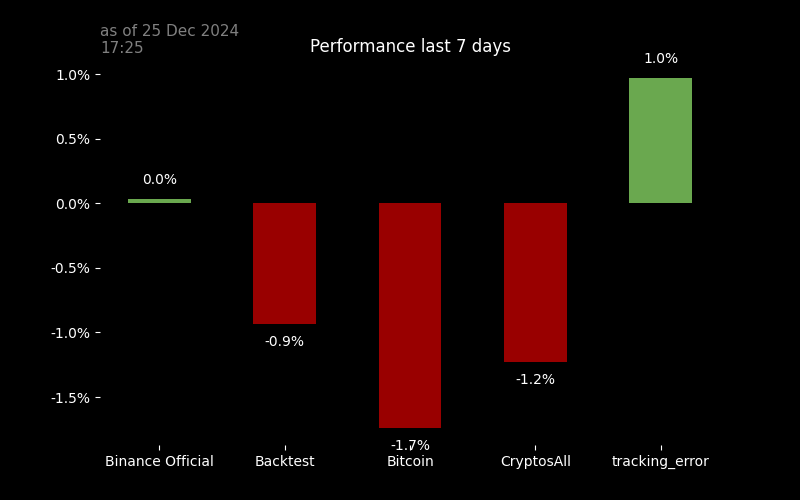 as of 25 Dec 2024
17:25
Performance last 7 days
1.0%
0.5%
0.0%
-0.5%
-1.0%
-1.5%
0.0%
-0.9%
-1.7%
-1.2%
1.0%
Binance Official
Backtest
Bitcoin
CryptosAll
tracking_error